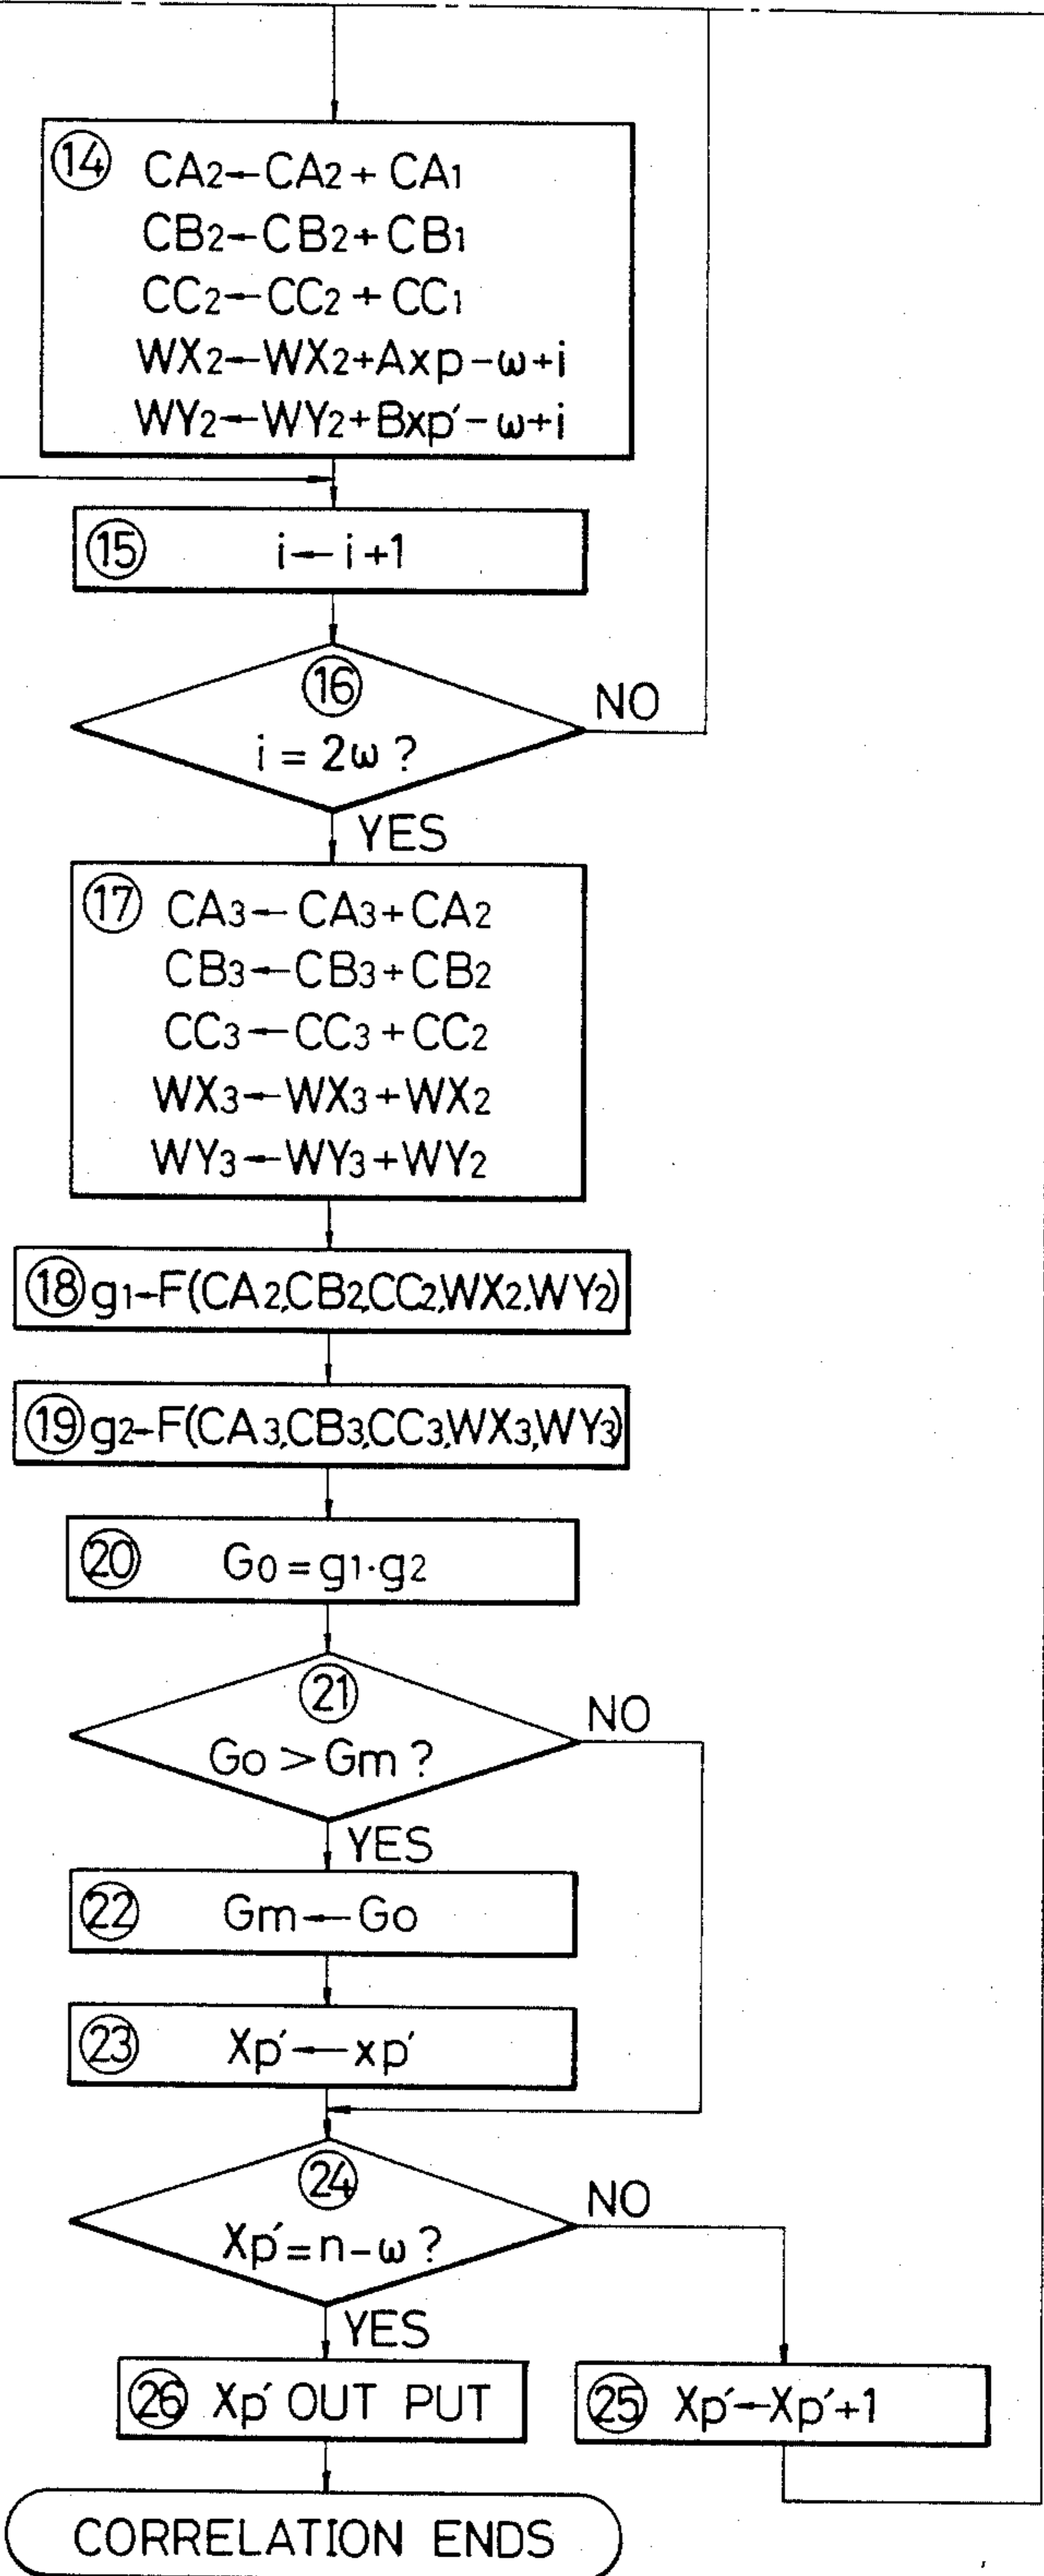 ⑭ CA₂←CA₂+CA₁
CB₂←CB₂+CB₁
CC₂←CC₂+CC₁
WX₂←WX₂+Axp-ω+i
WY₂←WY₂+Bxp′-ω+i
⑮ i←i+1
⑯
i=2ω?
NO
YES
⑰ CA₃←CA₃+CA₂
CB₃←CB₃+CB₂
CC₃←CC₃+CC₂
WX₃←WX₃+WX₂
WY₃←WY₃+WY₂
⑱ g₁←F(CA₂,CB₂,CC₂,WX₂,WY₂)
⑲ g₂←F(CA₃,CB₃,CC₃,WX₃,WY₃)
⑳ G₀=g₁·g₂
㉑
Go>Gm?
NO
YES
㉒ Gm←Go
㉓ Xp′←xp′
㉔
Xp′=n-ω?
NO
YES
㉖ Xp′ OUT PUT
㉕ Xp′←Xp′+1
CORRELATION ENDS